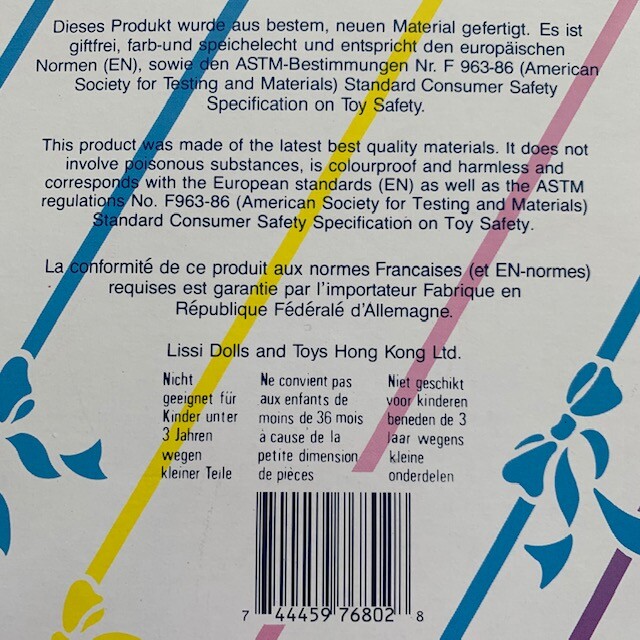 Dieses Produkt wurde aus bestem, neuen Material gefertigt. Es ist
giftfrei, farb-und speichelecht und entspricht den europäischen
Normen (EN), sowie den ASTM-Bestimmungen Nr. F 963-86 (American
Society for Testing and Materials) Standard Consumer Safety
Specification on Toy Safety.
This product was made of the latest best quality materials. It does not
involve poisonous substances, is colourproof and harmless and
corresponds with the European standards (EN) as well as the ASTM
regulations No. F963-86 (American Society for Testing and Materials)
Standard Consumer Safety Specification on Toy Safety.
La conformité de ce produit aux normes Francaises (et EN-normes)
requises est garantie par l'importateur Fabrique en
République Fédéralé d'Allemagne.
Lissi Dolls and Toys Hong Kong Ltd.
Nicht
geeignet für
Kinder unter
3 Jahren
wegen
kleiner Teile
Ne convient pas
aux enfants de
moins de 36 mois
à cause de la
petite dimension
de pièces
Niet geschikt
voor kinderen
beneden de 3
Jaar wegens
kleine
onderdelen
7 44459 76802 8